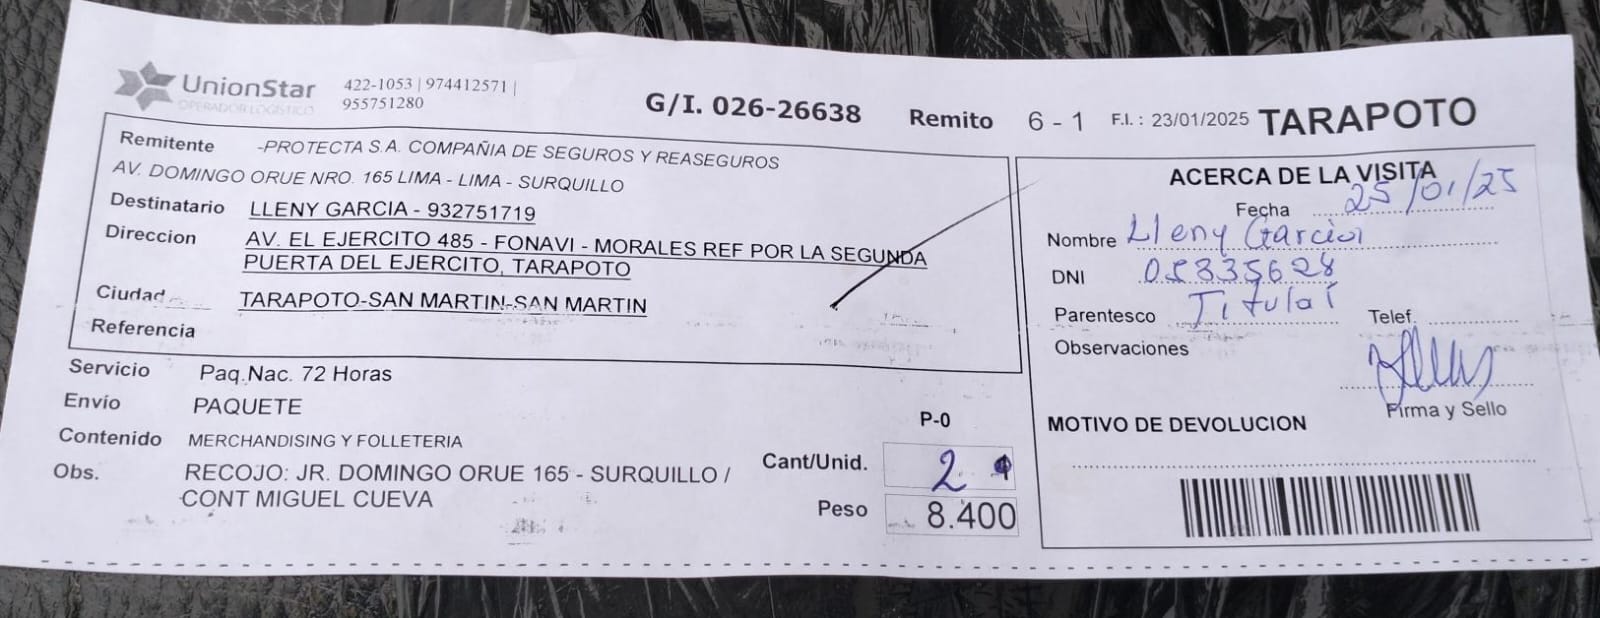 UnionStar
OPERADOR LOGÍSTICO
422-1053 | 974412571 |
955751280
G/I. 026-26638
Remito 6 - 1
F.I. : 23/01/2025
TARAPOTO
Remitente -PROTECTA S.A. COMPAÑIA DE SEGUROS Y REASEGUROS
AV. DOMINGO ORUE NRO. 165 LIMA - LIMA - SURQUILLO
Destinatario LLENY GARCIA - 932751719
Direccion AV. EL EJERCITO 485 - FONAVI - MORALES REF POR LA SEGUNDA
PUERTA DEL EJERCITO, TARAPOTO
Ciudad TARAPOTO-SAN MARTIN-SAN MARTIN
Referencia
Servicio Paq.Nac. 72 Horas
Envío PAQUETE
Contenido MERCHANDISING Y FOLLETERIA
Obs. RECOJO: JR. DOMINGO ORUE 165 - SURQUILLO /
CONT MIGUEL CUEVA
P-0
Cant/Unid. 2
Peso 8.400
ACERCA DE LA VISITA
Fecha 25/01/25
Nombre Lleny Garcia
DNI
Parentesco Titular
Telef.
Observaciones
Firma y Sello
MOTIVO DE DEVOLUCION